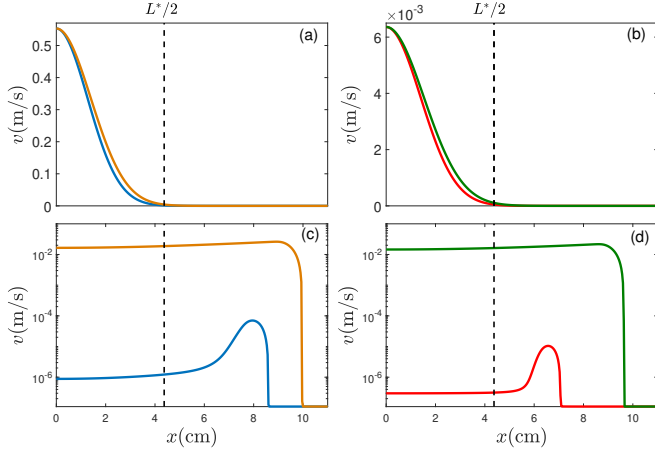 L*/2 L*/2
×10⁻³
(a) (b)
0.5 6
0.4
0.3 4
0.2 2
0.1
0 0
v(m/s) v(m/s)
(c) (d)
10⁻² 10⁻²
10⁻⁴ 10⁻⁴
10⁻⁶ 10⁻⁶
v(m/s) v(m/s)
0 2 4 6 8 10 0 2 4 6 8 10
x(cm) x(cm)